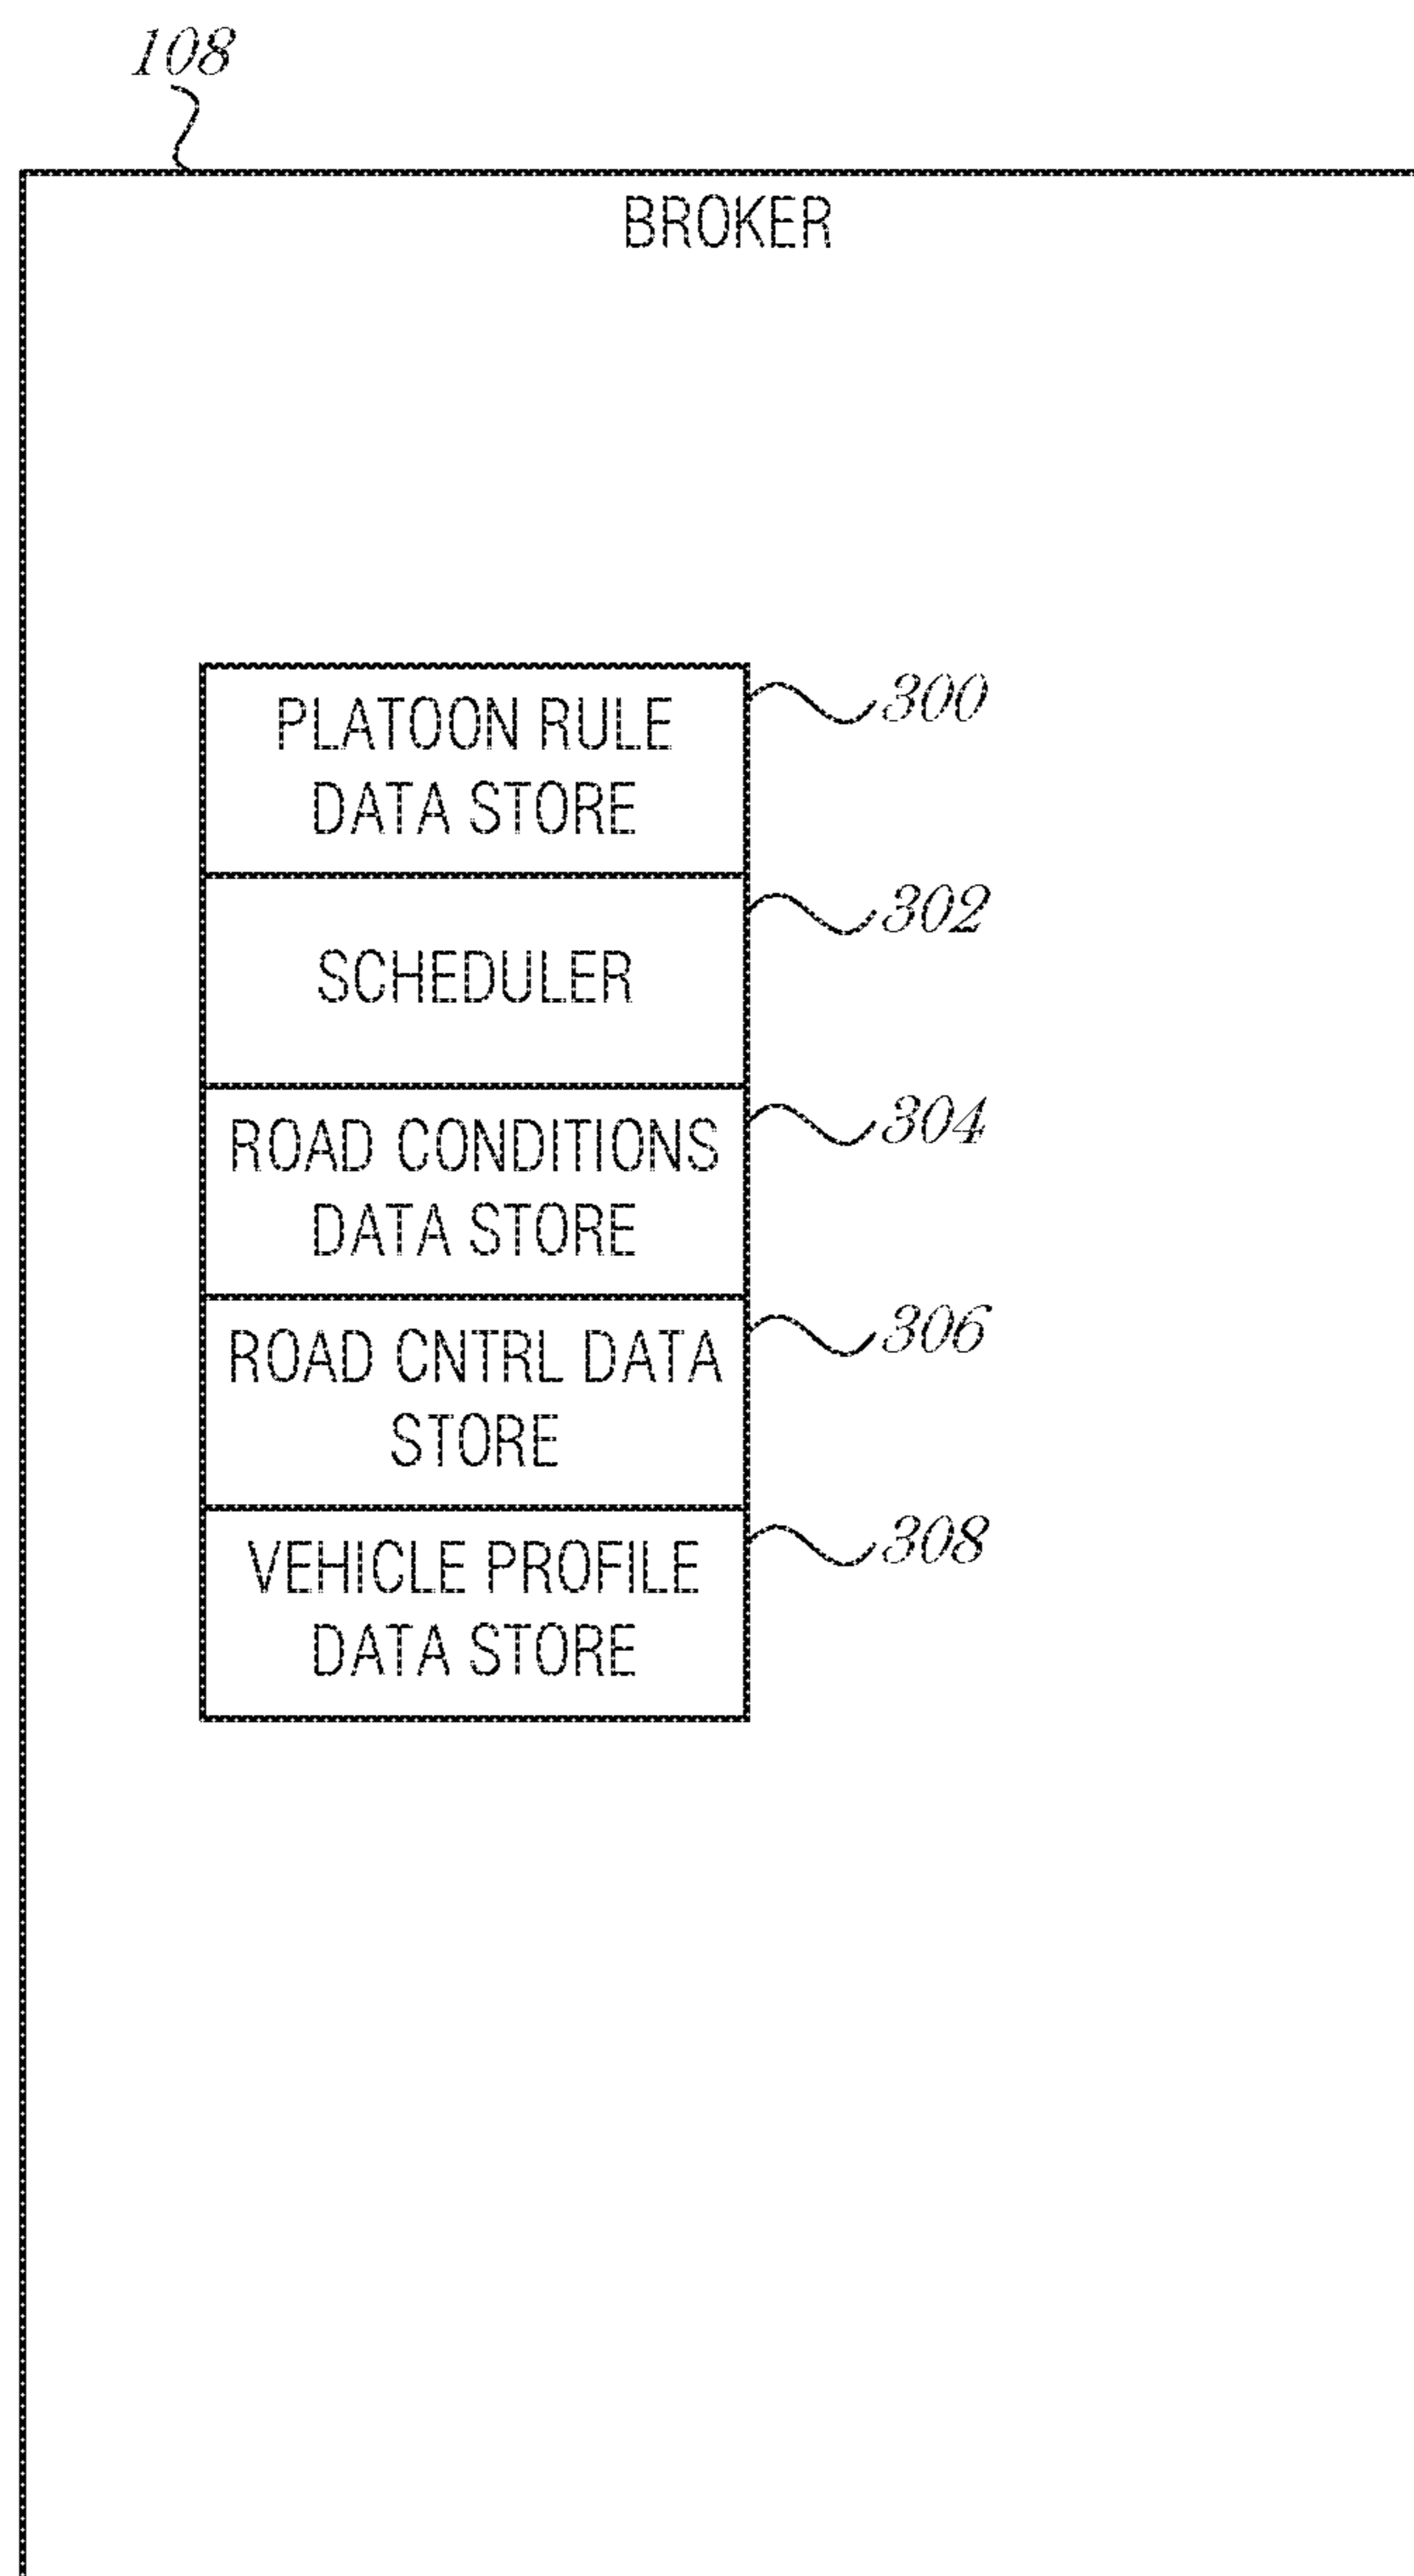 108
BROKER
PLATOON RULE
DATA STORE
300
SCHEDULER
302
ROAD CONDITIONS
DATA STORE
304
ROAD CNTRL DATA
STORE
306
VEHICLE PROFILE
DATA STORE
308